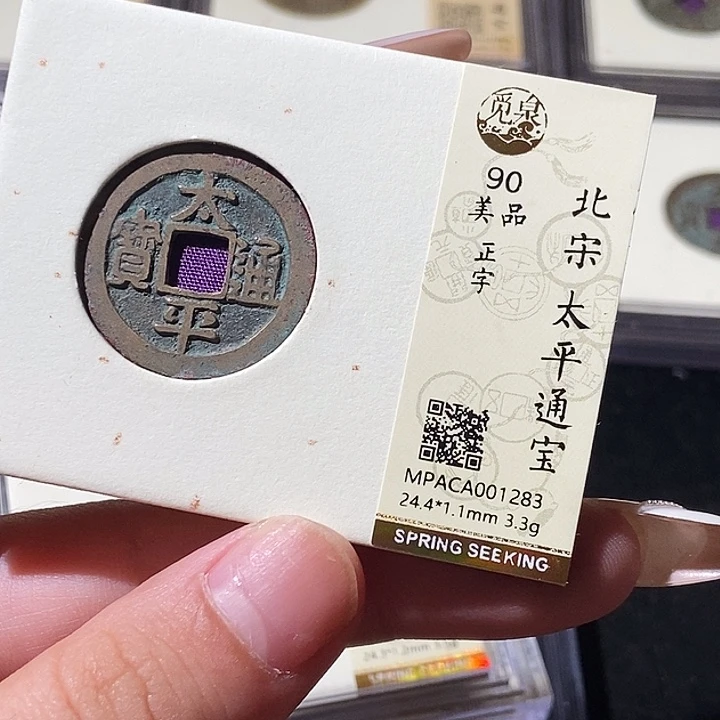 太
平
通
寶
觅泉
90
美品
正字
北宋 太平通宝
MPACA001283
24.4*1.1mm 3.3g
SPRING SEEKING